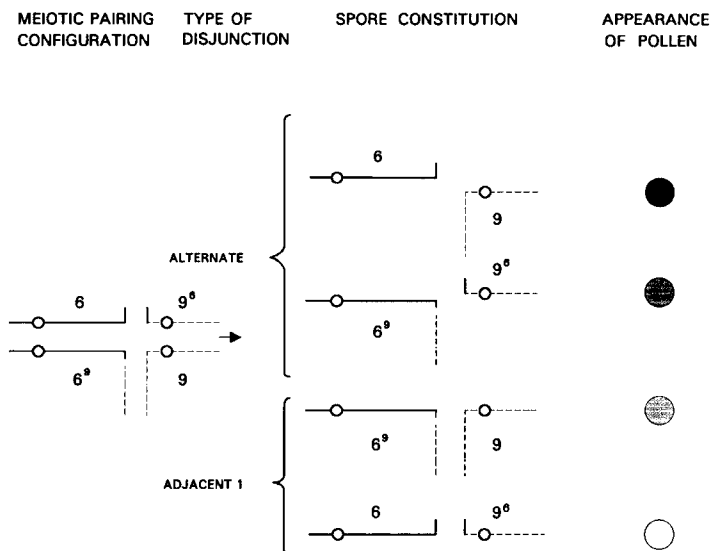 MEIOTIC PAIRING CONFIGURATION
TYPE OF DISJUNCTION
SPORE CONSTITUTION
APPEARANCE OF POLLEN
6
9
ALTERNATE
6 9⁶
9⁶
6⁹
6⁹ 9
6⁹ 9
ADJACENT 1
6 9⁶